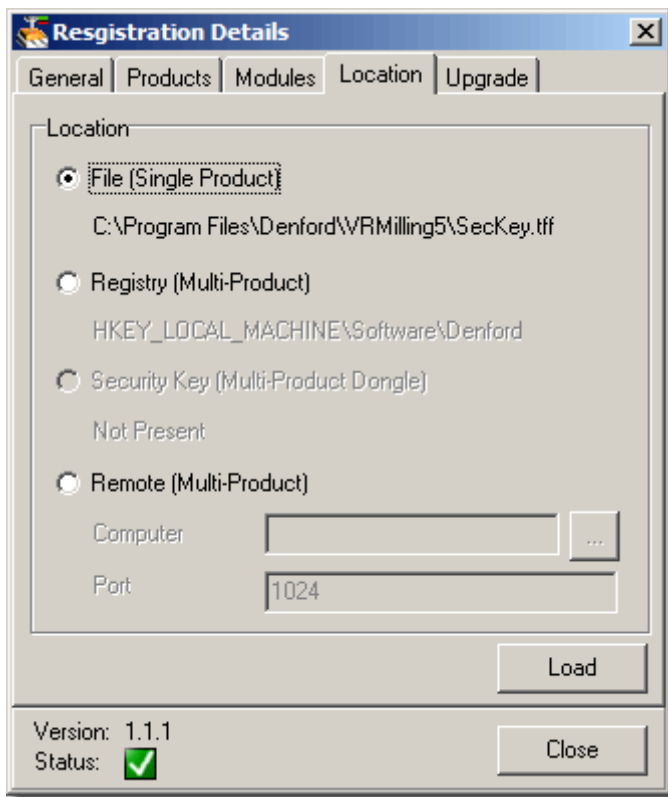 Resgistration Details
General Products Modules Location Upgrade
Location
File (Single Product)
C:\Program Files\Denford\VRMilling5\SecKey.tff
Registry (Multi-Product)
HKEY_LOCAL_MACHINE\Software\Denford
Security Key (Multi-Product Dongle)
Not Present
Remote (Multi-Product)
Computer ...
Port 1024
Load
Version: 1.1.1
Status:
Close